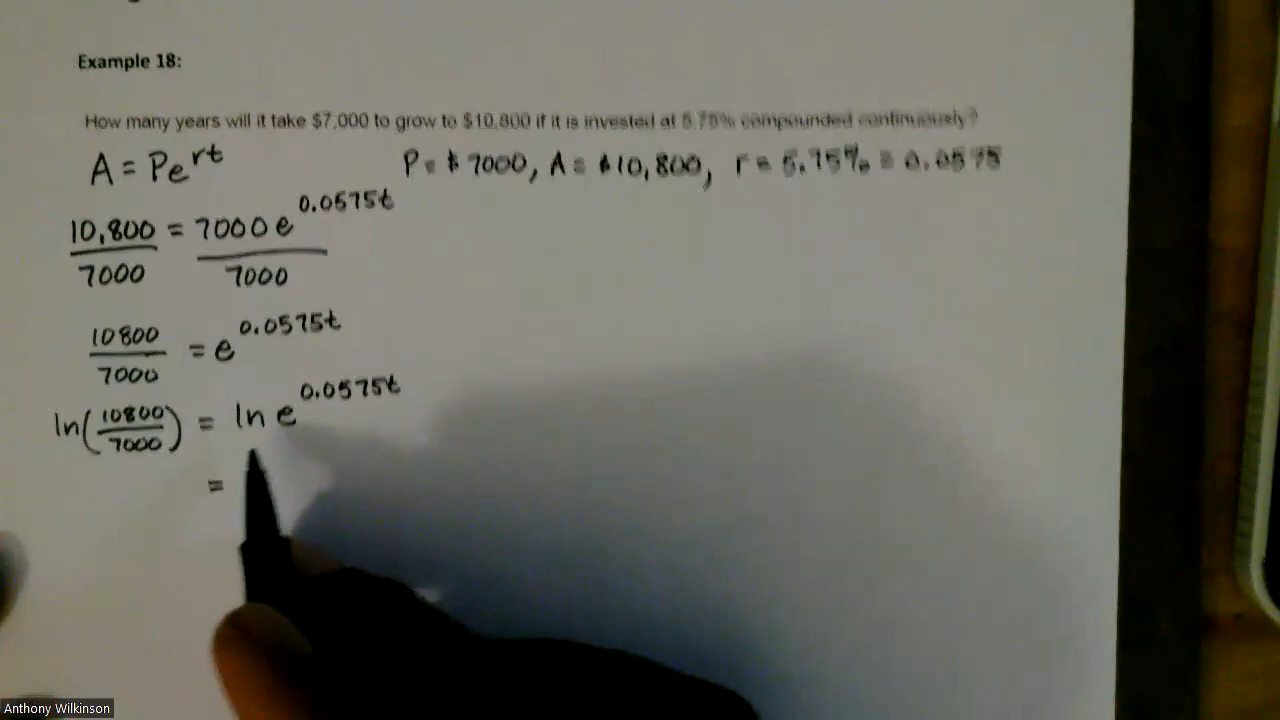 Example 18:
How many years will it take $7,000 to grow to $10,800 if it is invested at 5.75% compounded continuously?
A = Pe^rt P = $7000, A = $10,800, r = 5.75% = 0.0575
10,800/7000 = 7000e^0.0575t/7000
10800/7000 = e^0.0575t
ln(10800/7000) = ln e^0.0575t
=
Anthony Wilkinson